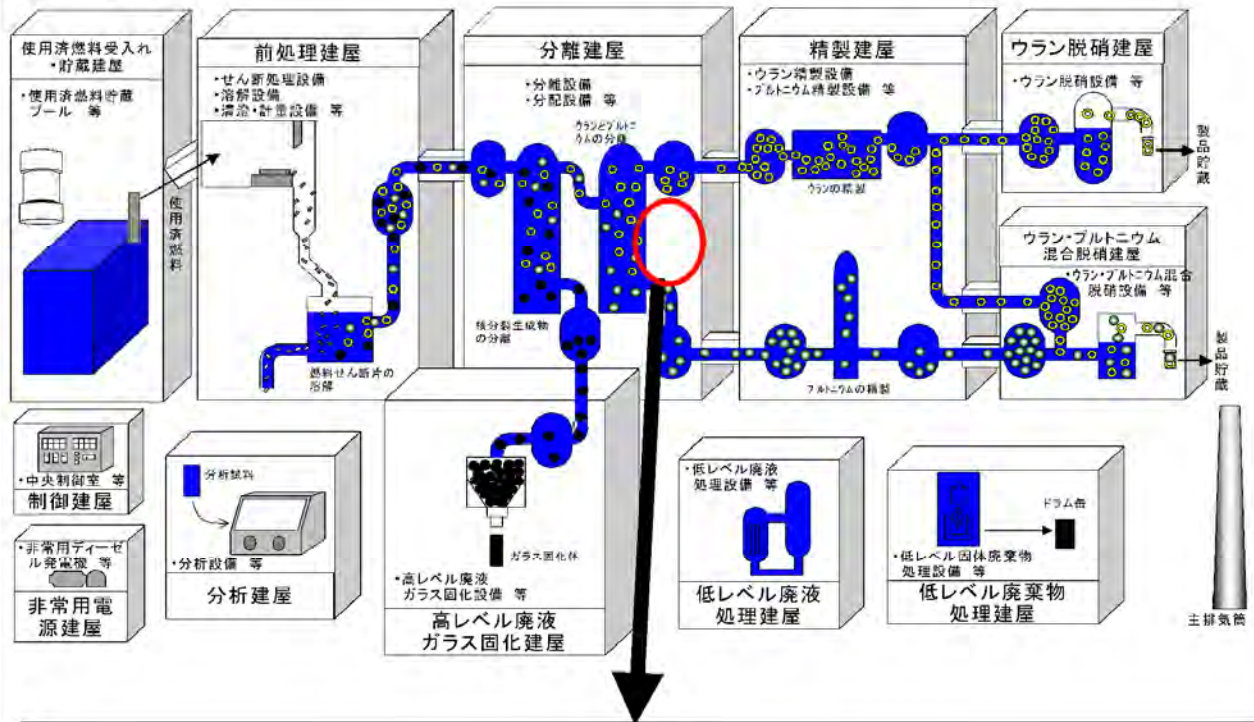 使用済燃料受入れ
・貯蔵建屋
・使用済燃料貯蔵
プール 等
使用済燃料
前処理建屋
・せん断処理設備
・溶解設備
・清澄・計量設備 等
燃料せん断片の
溶解
分離建屋
・分離設備
・分配設備 等
ウランとプルトニ
ウムの分離
核分裂生成物
の分離
精製建屋
・ウラン精製設備
・プルトニウム精製設備 等
ウランの精製
プルトニウムの精製
ウラン脱硝建屋
・ウラン脱硝設備 等
製品貯蔵
ウラン・プルトニウム
混合脱硝建屋
・ウラン・プルトニウム混合
脱硝設備 等
製品貯蔵
・中央制御室 等
制御建屋
・非常用ディーゼ
ル発電機 等
非常用電
源建屋
分析試料
・分析設備 等
分析建屋
ガラス固化体
・高レベル廃液
ガラス固化設備 等
高レベル廃液
ガラス固化建屋
・低レベル廃液
処理設備 等
低レベル廃液
処理建屋
ドラム缶
・低レベル固体廃棄物
処理設備 等
低レベル廃棄物
処理建屋
主排気筒